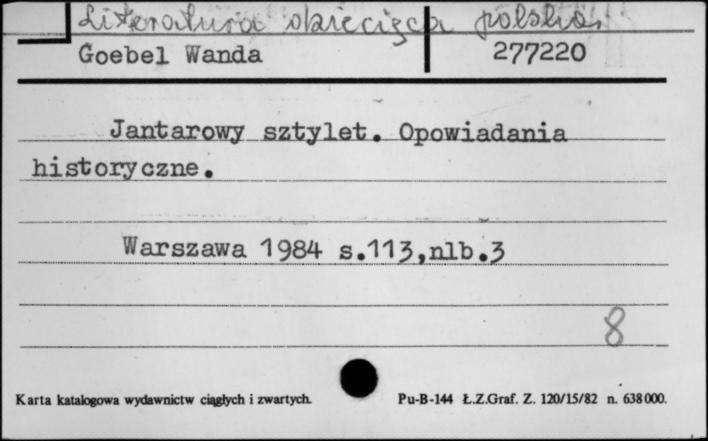 Literatura dziecięca polska
Goebel Wanda 277220
Jantarowy sztylet. Opowiadania
historyczne.
Warszawa 1984 s.113,nlb.3
8
Karta katalogowa wydawnictw ciągłych i zwartych. Pu-B-144 Ł.Z.Graf. Z. 120/15/82 n. 638000.